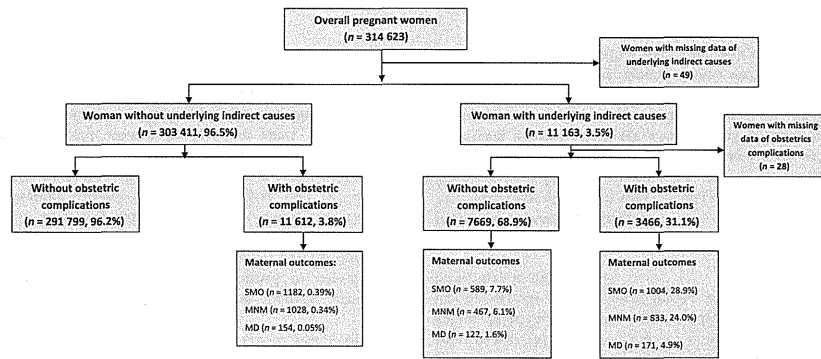 Overall pregnant women
(n = 314 623)
Women with missing data of
underlying indirect causes
(n = 49)
Woman without underlying indirect causes
(n = 303 411, 96.5%)
Woman with underlying indirect causes
(n = 11 163, 3.5%)
Women with missing
data of obstetrics
complications
(n = 28)
Without obstetric
complications
(n = 291 799, 96.2%)
With obstetric
complications
(n = 11 612, 3.8%)
Without obstetric
complications
(n = 7669, 68.9%)
With obstetric
complications
(n = 3466, 31.1%)
Maternal outcomes:
SMO (n = 1182, 0.39%)
MNM (n = 1028, 0.34%)
MD (n = 154, 0.05%)
Maternal outcomes
SMO (n = 589, 7.7%)
MNM (n = 467, 6.1%)
MD (n = 122, 1.6%)
Maternal outcomes
SMO (n = 1004, 28.9%)
MNM (n = 833, 24.0%)
MD (n = 171, 4.9%)